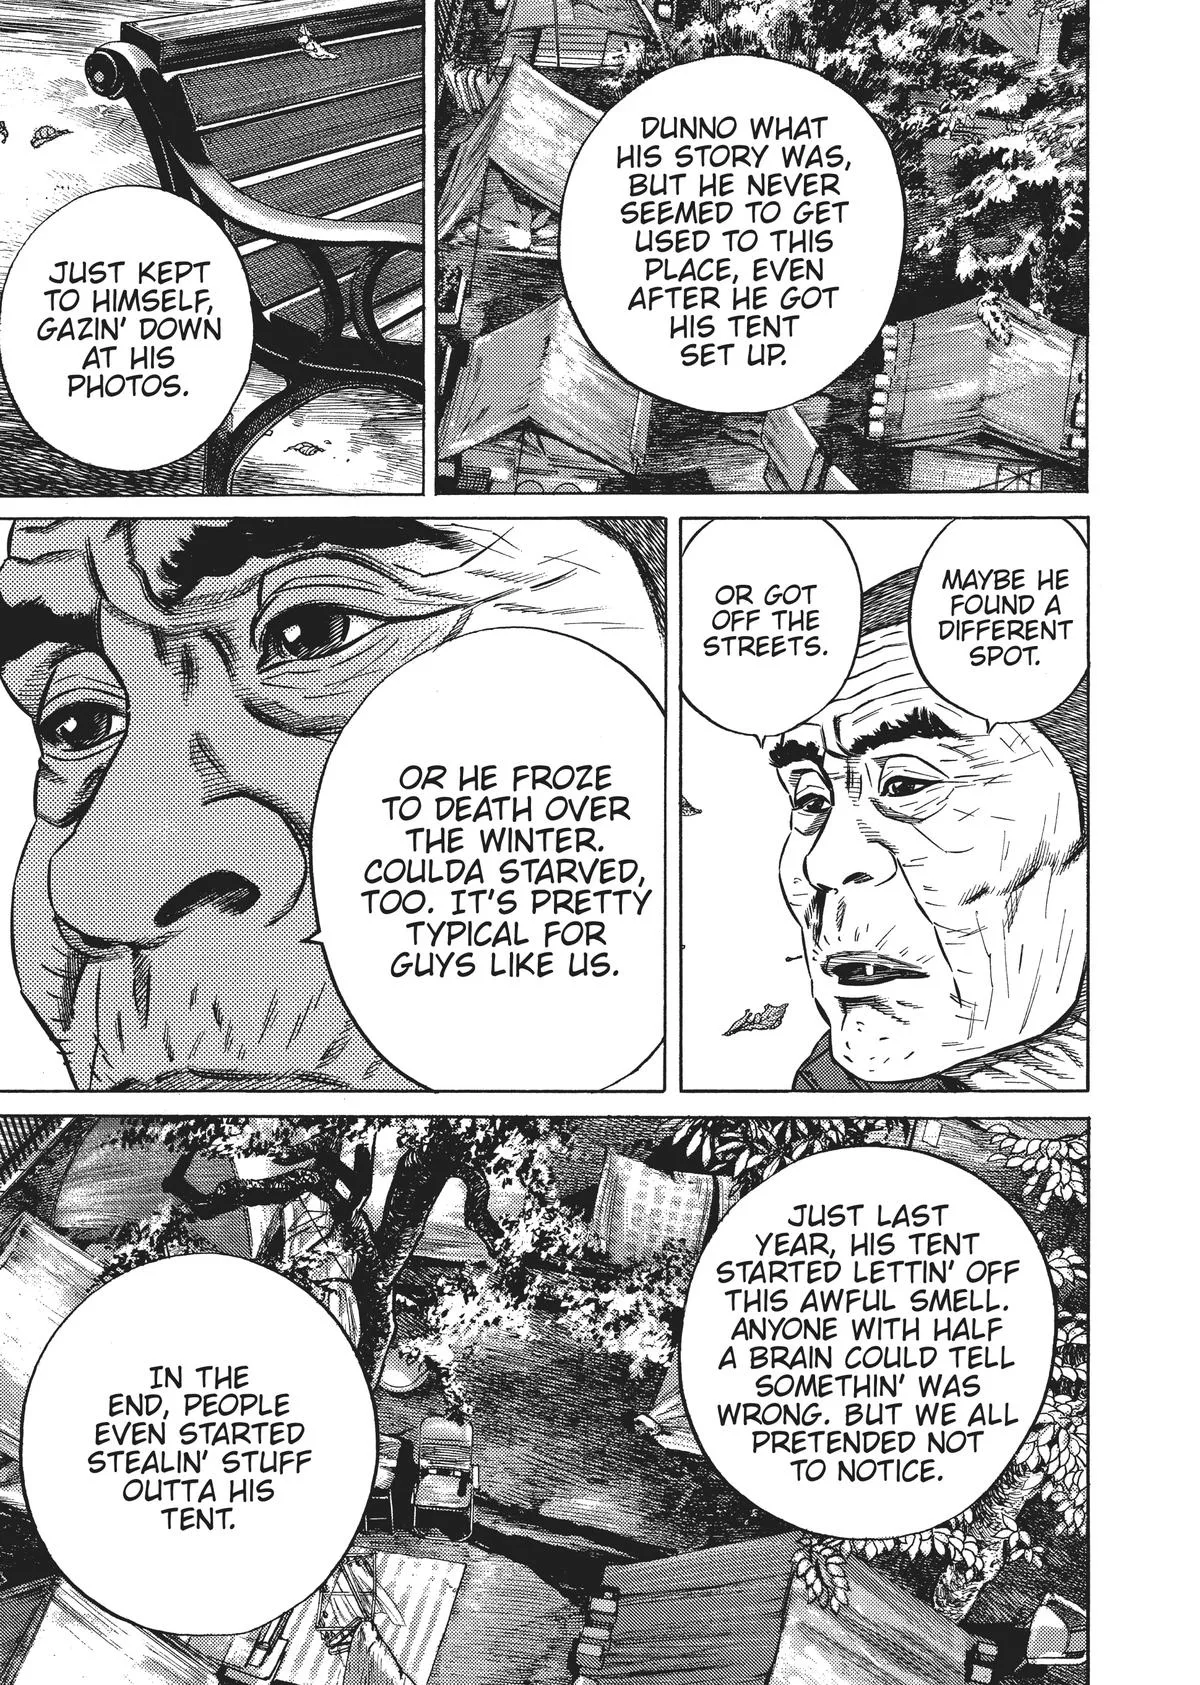 DUNNO WHAT
HIS STORY WAS,
BUT HE NEVER
SEEMED TO GET
USED TO THIS
PLACE, EVEN
AFTER HE GOT
HIS TENT
SET UP.
JUST KEPT
TO HIMSELF,
GAZIN' DOWN
AT HIS
PHOTOS.
MAYBE HE
FOUND A
DIFFERENT
SPOT.
OR GOT
OFF THE
STREETS.
OR HE FROZE
TO DEATH OVER
THE WINTER.
COULDA STARVED,
TOO. IT'S PRETTY
TYPICAL FOR
GUYS LIKE US.
JUST LAST
YEAR, HIS TENT
STARTED LETTIN' OFF
THIS AWFUL SMELL.
ANYONE WITH HALF
A BRAIN COULD TELL
SOMETHIN' WAS
WRONG. BUT WE ALL
PRETENDED NOT
TO NOTICE.
IN THE
END, PEOPLE
EVEN STARTED
STEALIN' STUFF
OUTTA HIS
TENT.